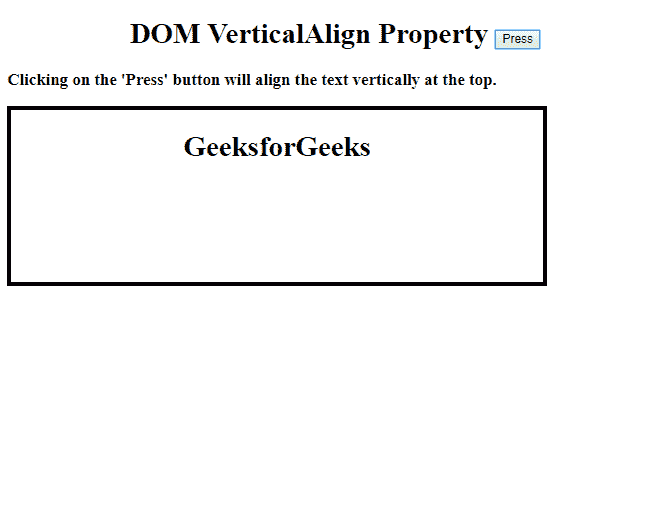 DOM VerticalAlign Property Press
Clicking on the 'Press' button will align the text vertically at the top.
GeeksforGeeks